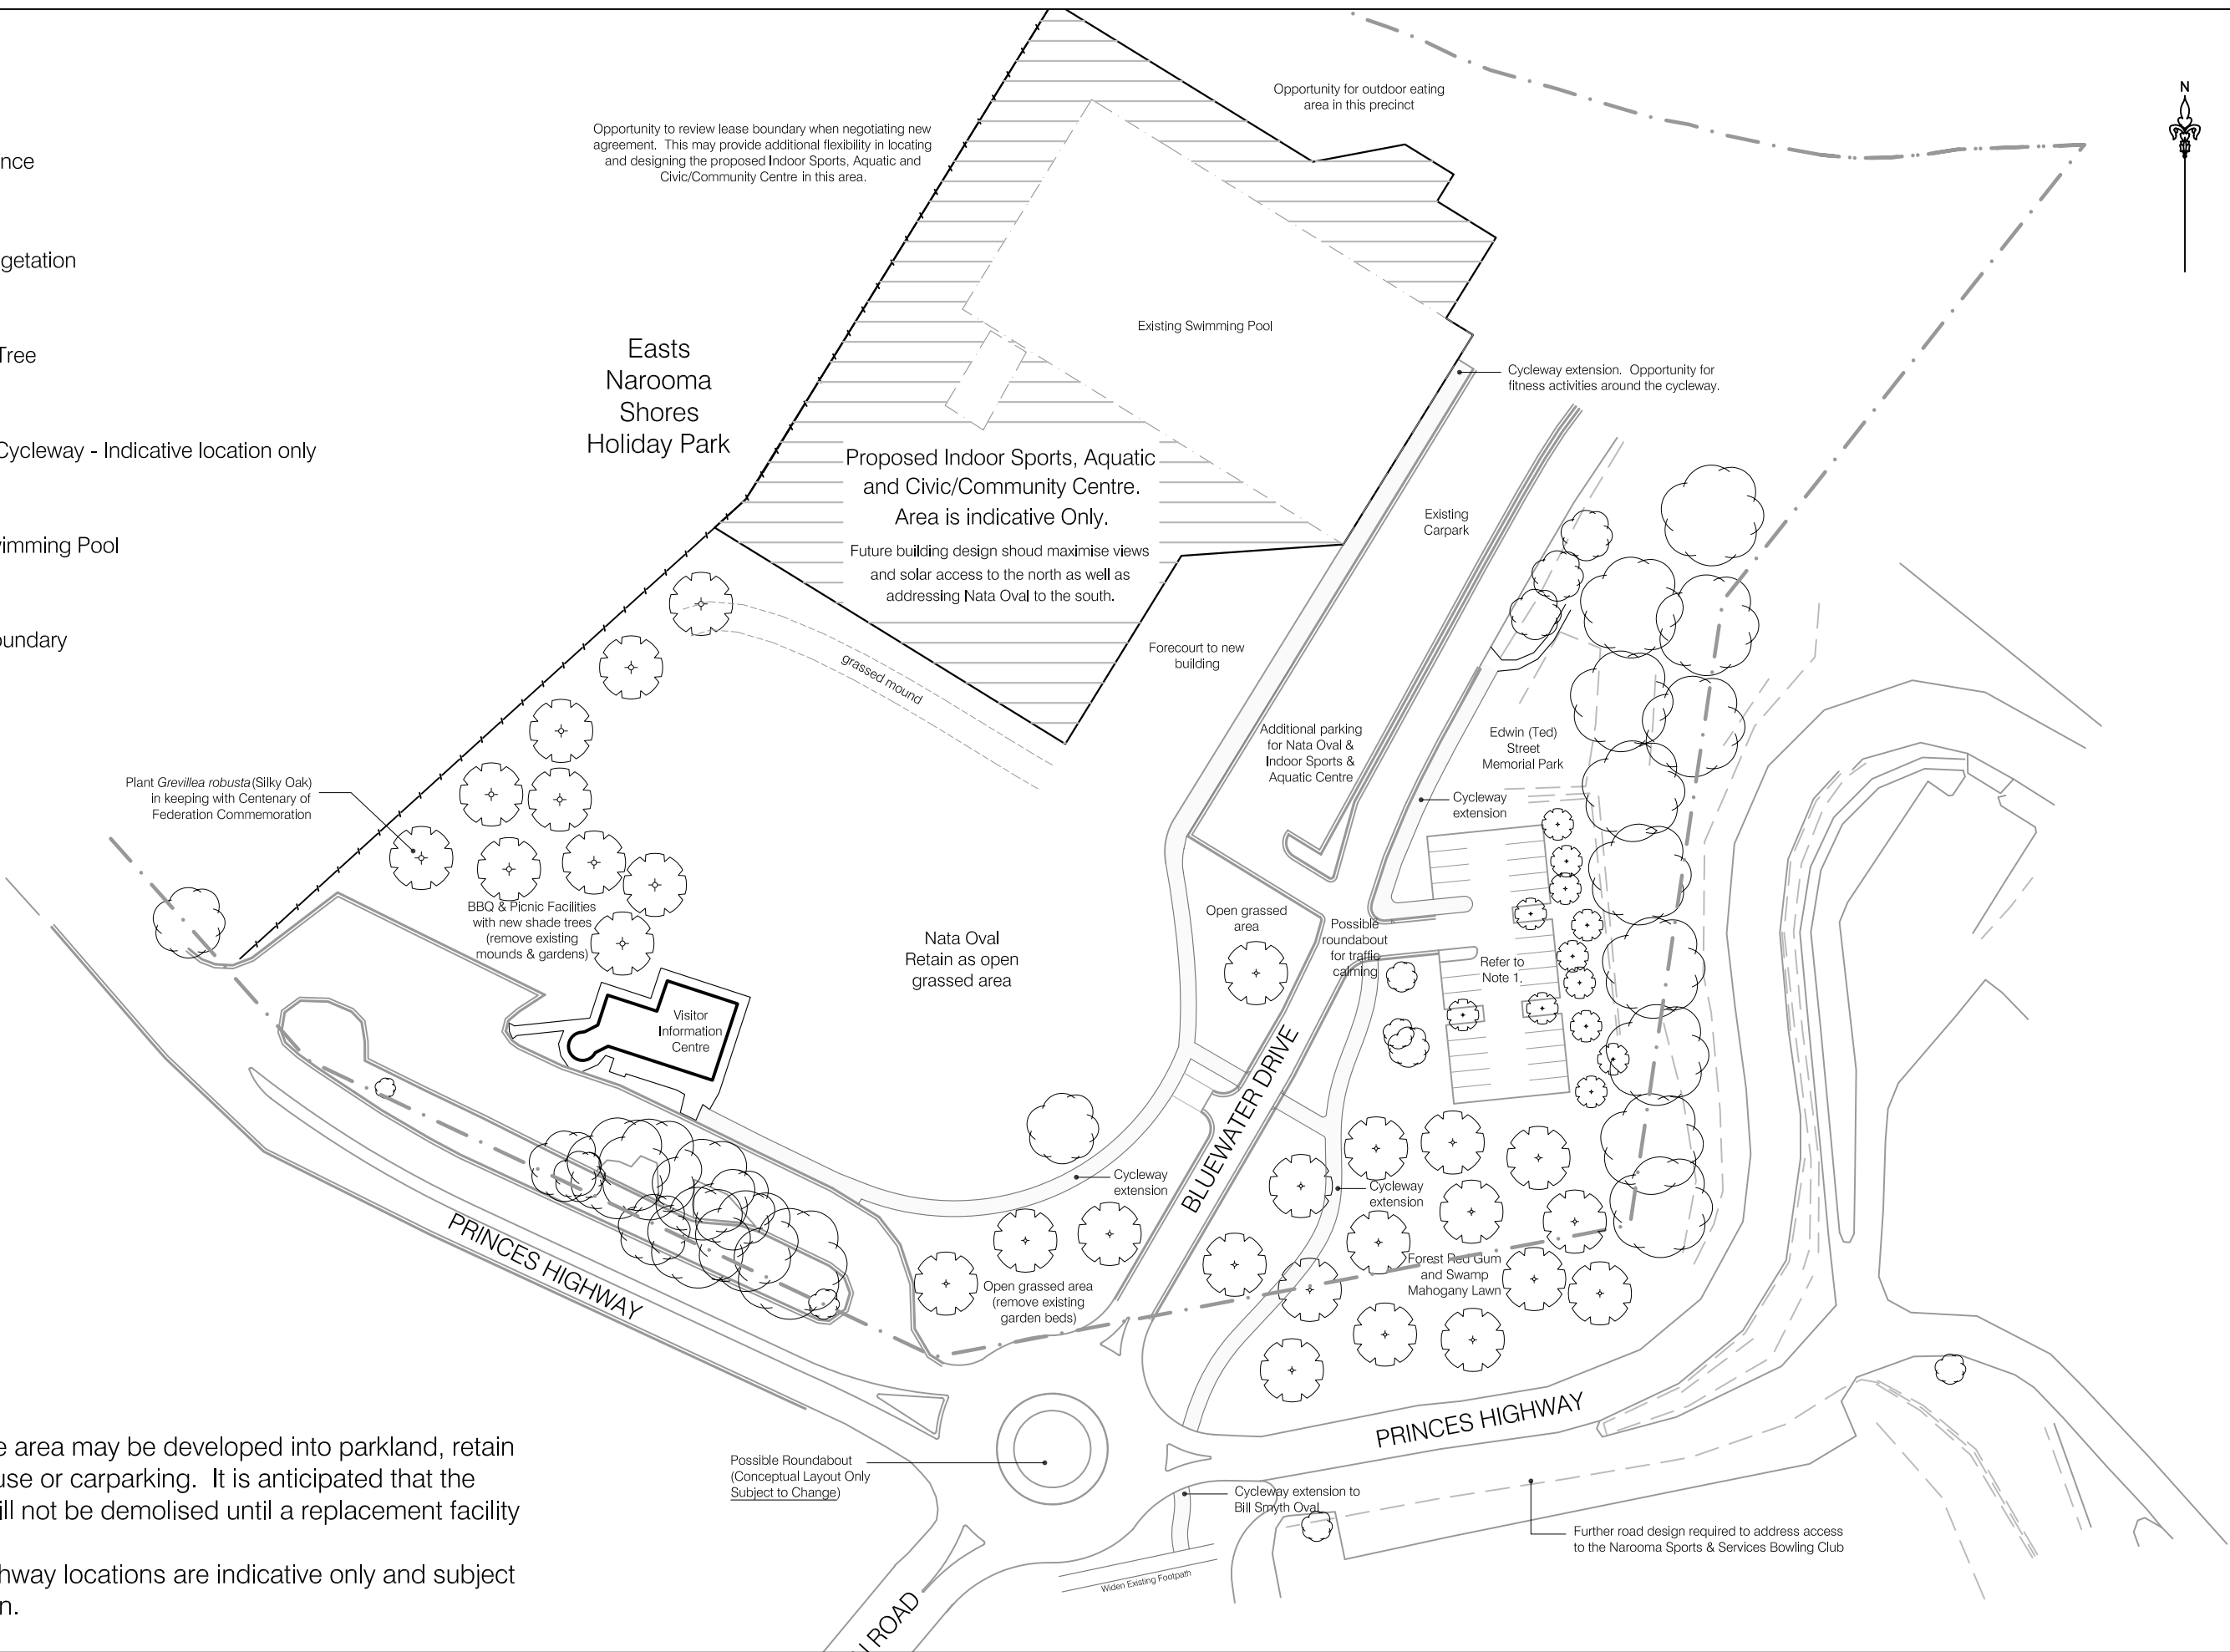 Opportunity for outdoor eating
area in this precinct
N
Opportunity to review lease boundary when negotiating new
agreement. This may provide additional flexibility in locating
and designing the proposed Indoor Sports, Aquatic and
Civic/Community Centre in this area.
nce
getation
Tree
Cycleway - Indicative location only
vimming Pool
oundary
Easts
Narooma
Shores
Holiday Park
Existing Swimming Pool
Cycleway extension. Opportunity for
fitness activities around the cycleway.
Proposed Indoor Sports, Aquatic
and Civic/Community Centre.
Area is indicative Only.
Future building design shoud maximise views
and solar access to the north as well as
addressing Nata Oval to the south.
Existing
Carpark
Forecourt to new
building
grassed mound
Additional parking
for Nata Oval &
Indoor Sports &
Aquatic Centre
Edwin (Ted)
Street
Memorial Park
Cycleway
extension
Plant Grevillea robusta (Silky Oak)
in keeping with Centenary of
Federation Commemoration
BBQ & Picnic Facilities
with new shade trees
(remove existing
mounds & gardens)
Nata Oval
Retain as open
grassed area
Open grassed
area
Possible
roundabout
for traffic
calming
Refer to
Note 1.
Visitor
Information
Centre
BLUEWATER DRIVE
Cycleway
extension
Cycleway
extension
PRINCES HIGHWAY
Open grassed area
(remove existing
garden beds)
Forest Red Gum
and Swamp
Mahogany Lawn
PRINCES HIGHWAY
Possible Roundabout
(Conceptual Layout Only
Subject to Change)
Cycleway extension to
Bill Smyth Oval
Further road design required to address access
to the Narooma Sports & Services Bowling Club
Widen Existing Footpath
ROAD
e area may be developed into parkland, retain
use or carparking. It is anticipated that the
ill not be demolised until a replacement facility
hway locations are indicative only and subject
n.